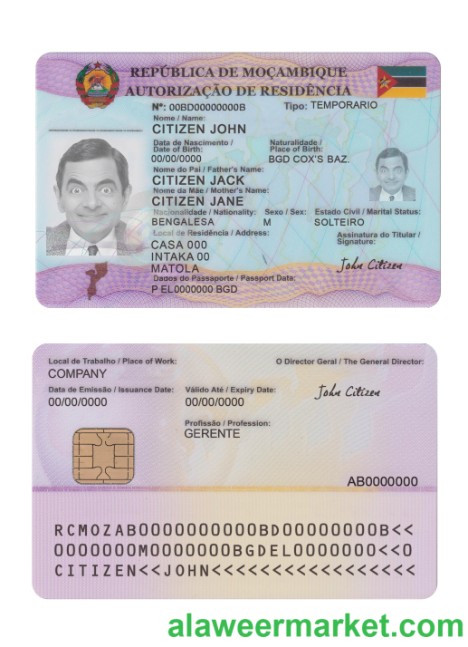 REPÚBLICA DE MOÇAMBIQUE
AUTORIZAÇÃO DE RESIDÊNCIA
Nº: 00BD00000000B Tipo: TEMPORARIO
Nome / Name:
CITIZEN JOHN
Data de Nascimento / Naturalidade /
Date of Birth: Place of Birth:
00/00/0000 BGD COX'S BAZ.
Nome do Pai / Father's Name:
CITIZEN JACK
Nome da Mãe / Mother's Name:
CITIZEN JANE
Nacionalidade / Nationality: Sexo / Sex: Estado Civil / Marital Status:
BENGALESA M SOLTEIRO
Local de Residência / Address: Assinatura do Titular /
Signature:
CASA 000
INTAKA 00 John Citizen
MATOLA
Dados do Passaporte / Passport Data:
P EL0000000 BGD
Local de Trabalho / Place of Work: O Director Geral / The General Director:
COMPANY
Data de Emissão / Issuance Date: Válido Até / Expiry Date: John Citizen
00/00/0000 00/00/0000
Profissão / Profession:
GERENTE
AB0000000
RCMOZAB0000000000BD00000000B<<
0000000M0000000BGDEL0000000<<0
CITIZEN<<JOHN<<<<<<<<<<<<<<<<<
alaweermarket.com